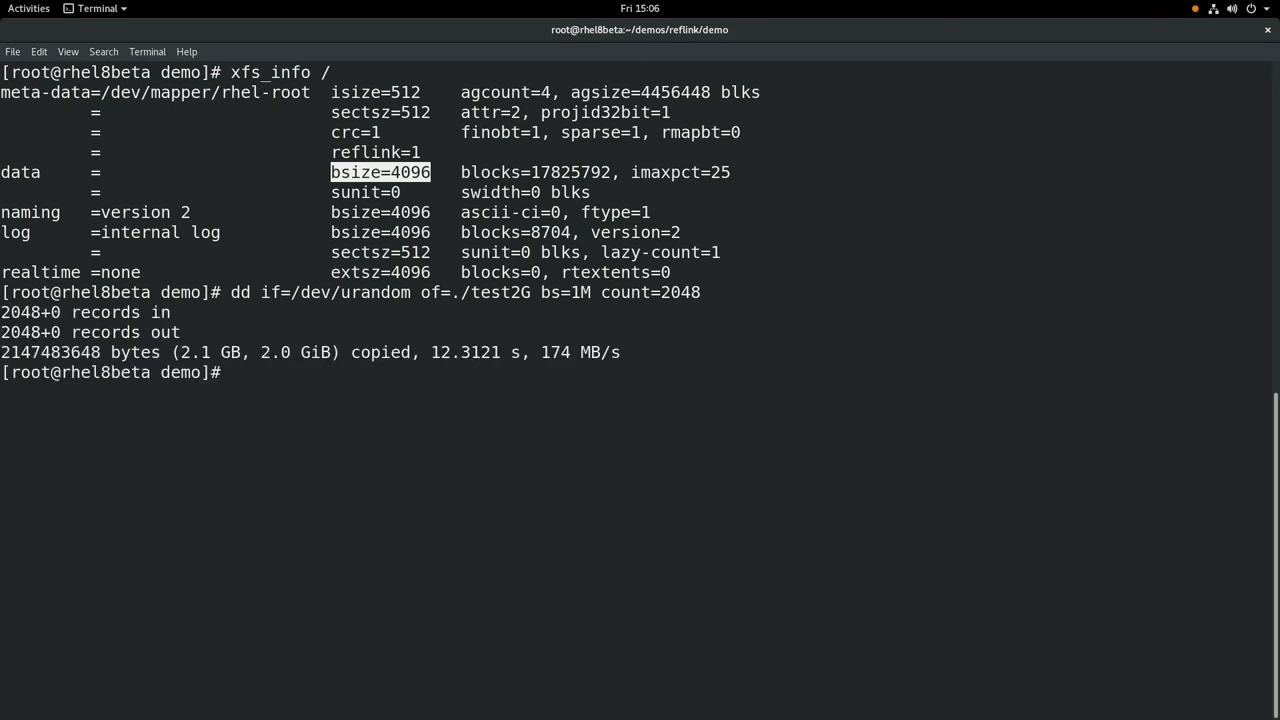 Activities Terminal Fri 15:06
root@rhel8beta:~/demos/reflink/demo ×
File Edit View Search Terminal Help
[root@rhel8beta demo]# xfs_info /
meta-data=/dev/mapper/rhel-root  isize=512    agcount=4, agsize=4456448 blks
         =                       sectsz=512   attr=2, projid32bit=1
         =                       crc=1        finobt=1, sparse=1, rmapbt=0
         =                       reflink=1
data     =                       bsize=4096   blocks=17825792, imaxpct=25
         =                       sunit=0      swidth=0 blks
naming   =version 2              bsize=4096   ascii-ci=0, ftype=1
log      =internal log           bsize=4096   blocks=8704, version=2
         =                       sectsz=512   sunit=0 blks, lazy-count=1
realtime =none                   extsz=4096   blocks=0, rtextents=0
[root@rhel8beta demo]# dd if=/dev/urandom of=./test2G bs=1M count=2048
2048+0 records in
2048+0 records out
2147483648 bytes (2.1 GB, 2.0 GiB) copied, 12.3121 s, 174 MB/s
[root@rhel8beta demo]#